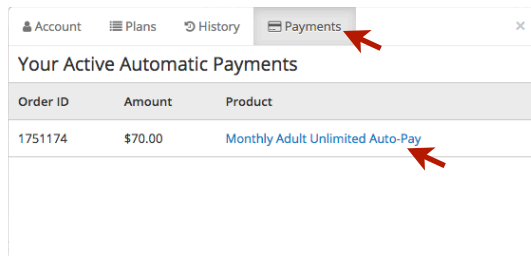 Account Plans History Payments ×
Your Active Automatic Payments
Order ID Amount Product
1751174 $70.00 Monthly Adult Unlimited Auto-Pay